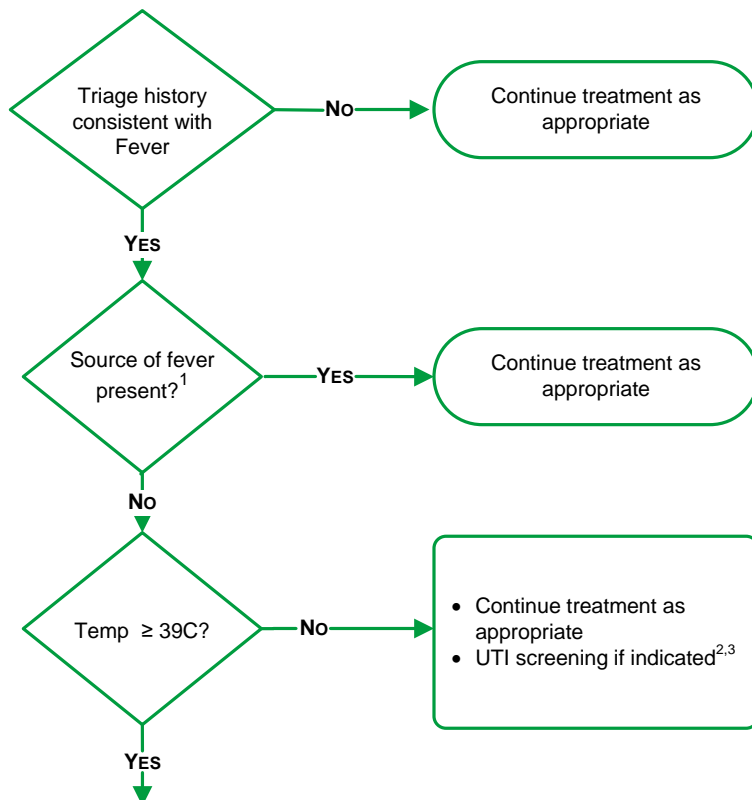 Triage history
consistent with
Fever
No
Continue treatment as
appropriate
YES
Source of fever
present?1
YES
Continue treatment as
appropriate
No
Temp ≥ 39C?
No
• Continue treatment as
appropriate
• UTI screening if indicated2,3
YES